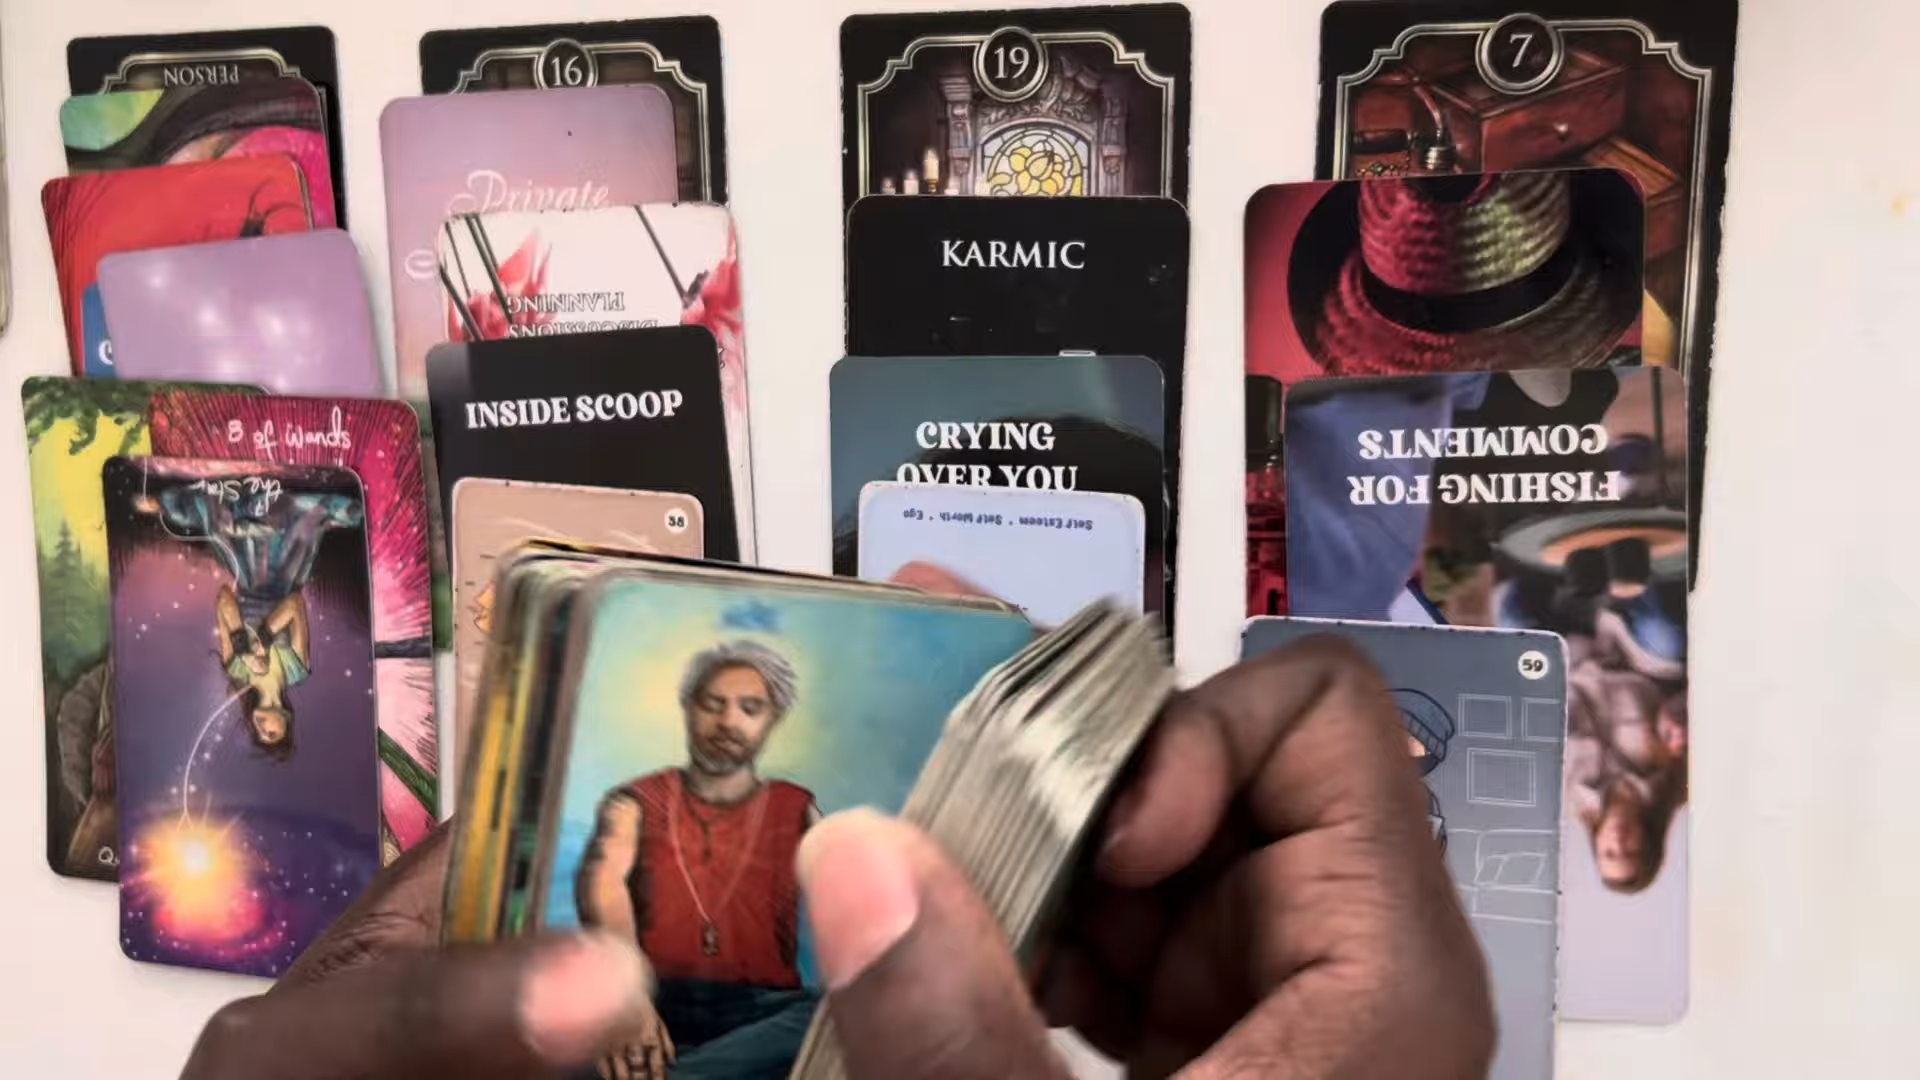 PERSON
16
19
7
Private
KARMIC
PLANNING
DISCUSSIONS
INSIDE SCOOP
CRYING
OVER YOU
FISHING FOR
COMMENTS
8 of Wands
the Star
38
Self Esteem * Self Worth * Ego
59